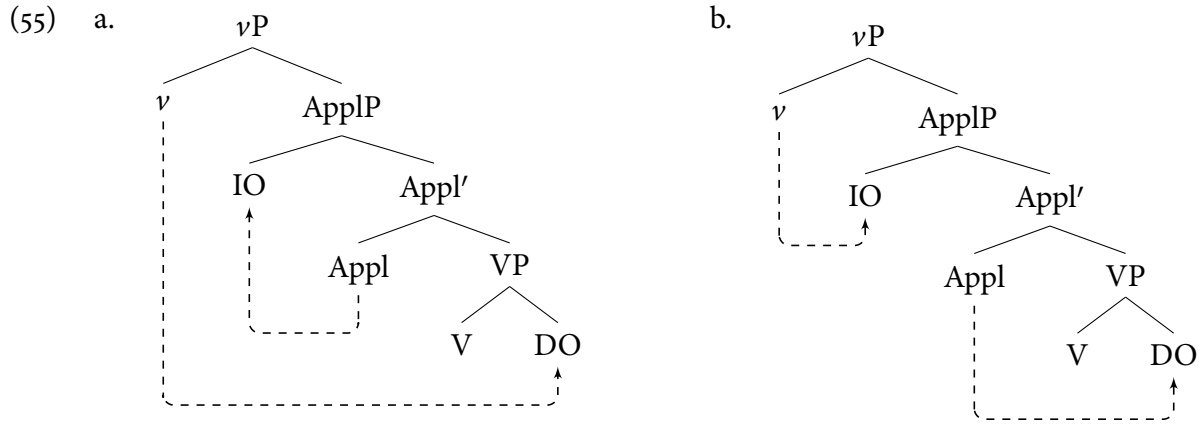 (55) a.
vP
v ApplP
IO Appl′
Appl VP
V DO
b.
vP
v ApplP
IO Appl′
Appl VP
V DO